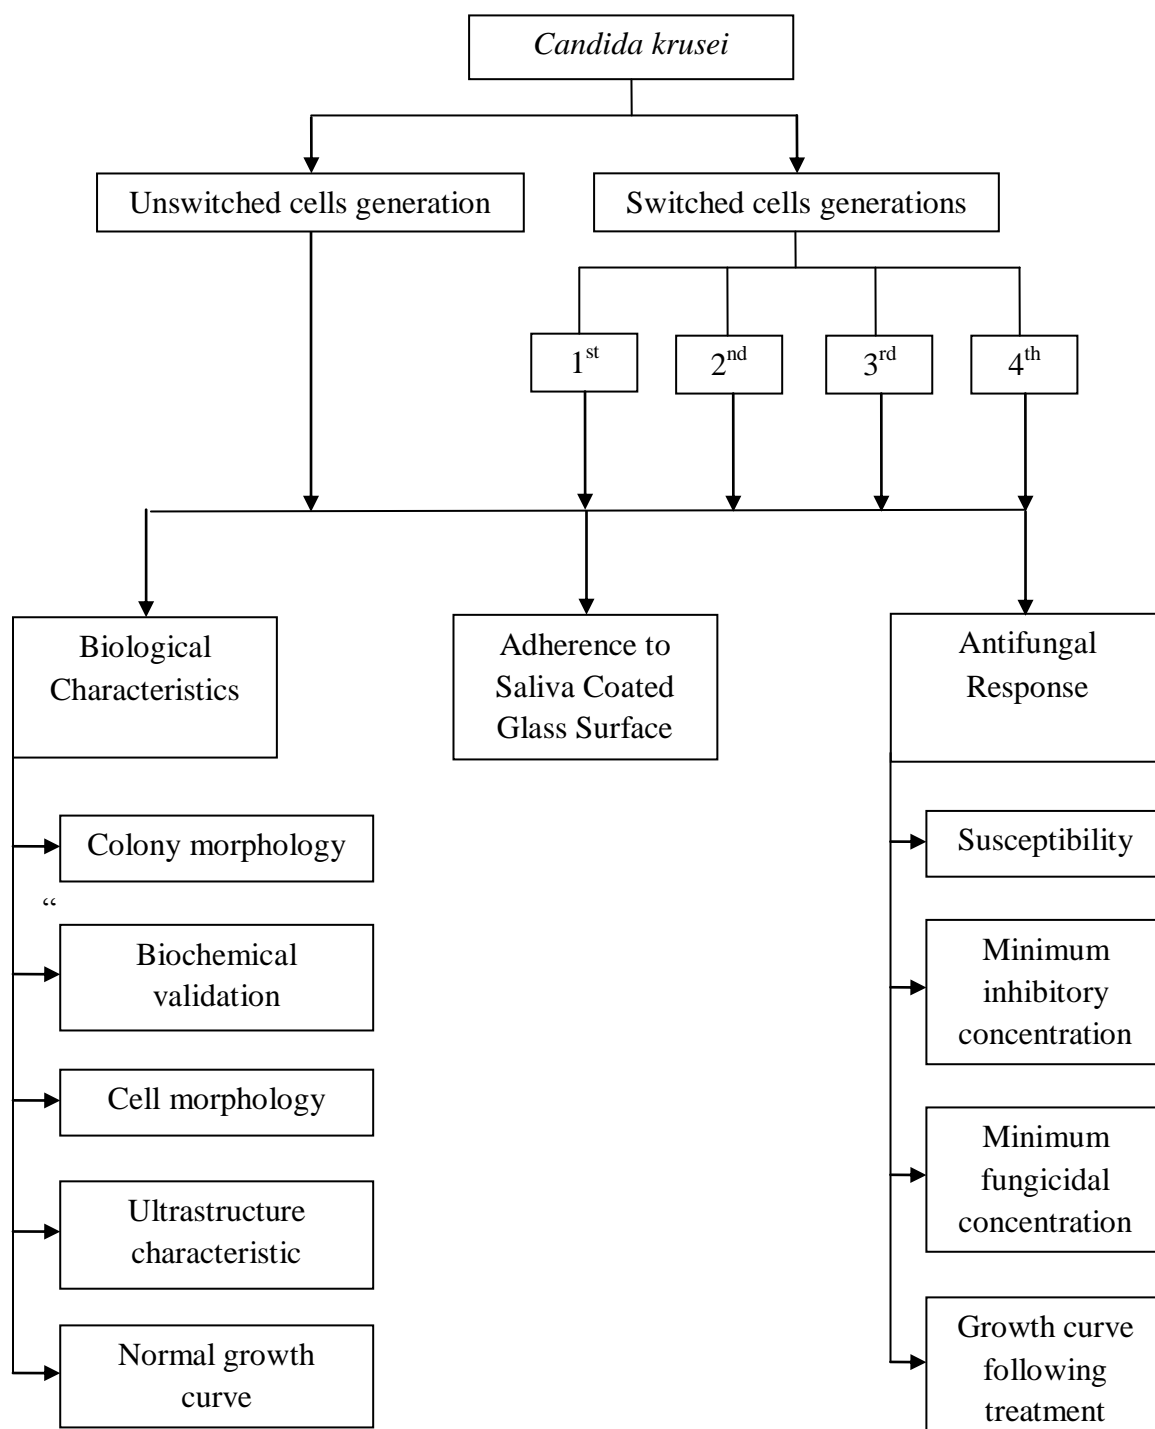 Candida krusei
Unswitched cells generation
Switched cells generations
1st
2nd
3rd
4th
Biological
Characteristics
Adherence to
Saliva Coated
Glass Surface
Antifungal
Response
Colony morphology
“
Biochemical
validation
Cell morphology
Ultrastructure
characteristic
Normal growth
curve
Susceptibility
Minimum
inhibitory
concentration
Minimum
fungicidal
concentration
Growth curve
following
treatment